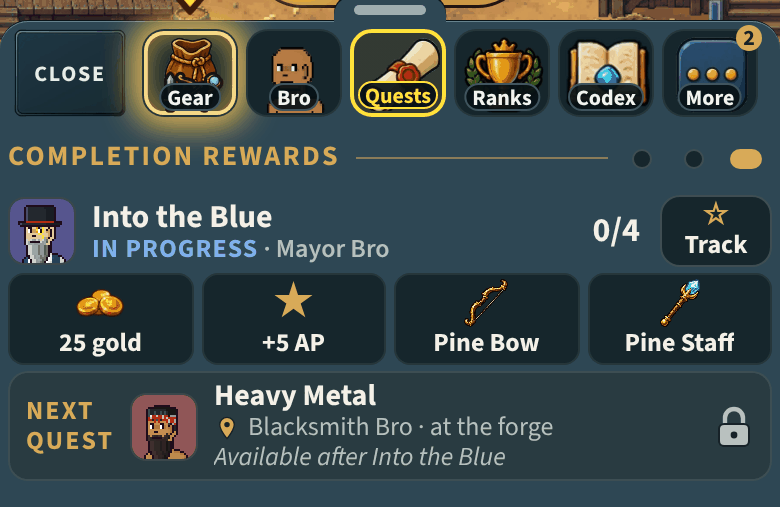 2
CLOSE
Gear
Bro
Quests
Ranks
Codex
More
COMPLETION REWARDS
Into the Blue
IN PROGRESS · Mayor Bro
0/4
Track
25 gold
+5 AP
Pine Bow
Pine Staff
NEXT
QUEST
Heavy Metal
Blacksmith Bro · at the forge
Available after Into the Blue